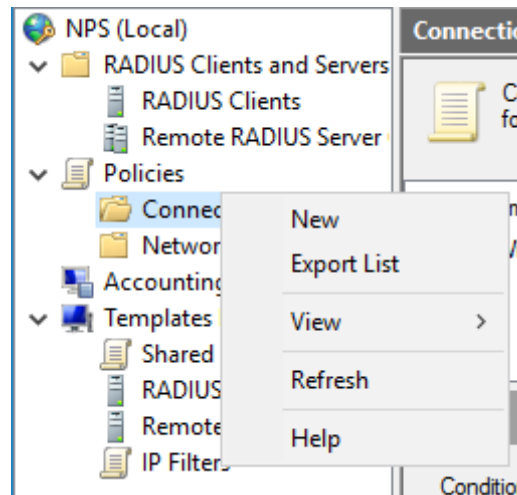 NPS (Local)
RADIUS Clients and Servers
RADIUS Clients
Remote RADIUS Server
Policies
Connec
Networ
Accounting
Templates
Shared
RADIUS
Remote
IP Filters
New
Export List
View
Refresh
Help
Connectio
C
fo
Conditio